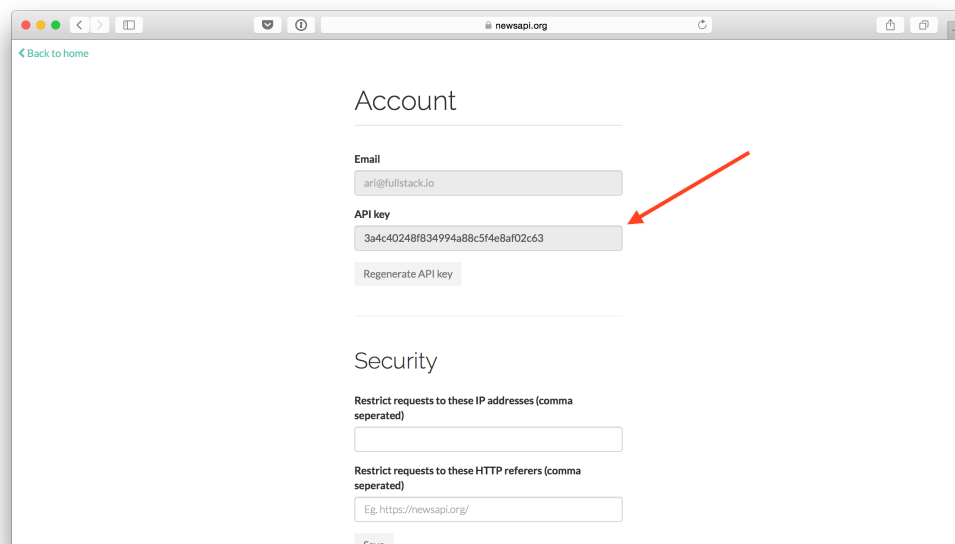 newsapi.org
Back to home
Account
Email
ari@fullstack.io
API key
3a4c40248f834994a88c5f4e8af02c63
Regenerate API key
Security
Restrict requests to these IP addresses (comma
seperated)
Restrict requests to these HTTP referers (comma
seperated)
Eg. https://newsapi.org/
Save